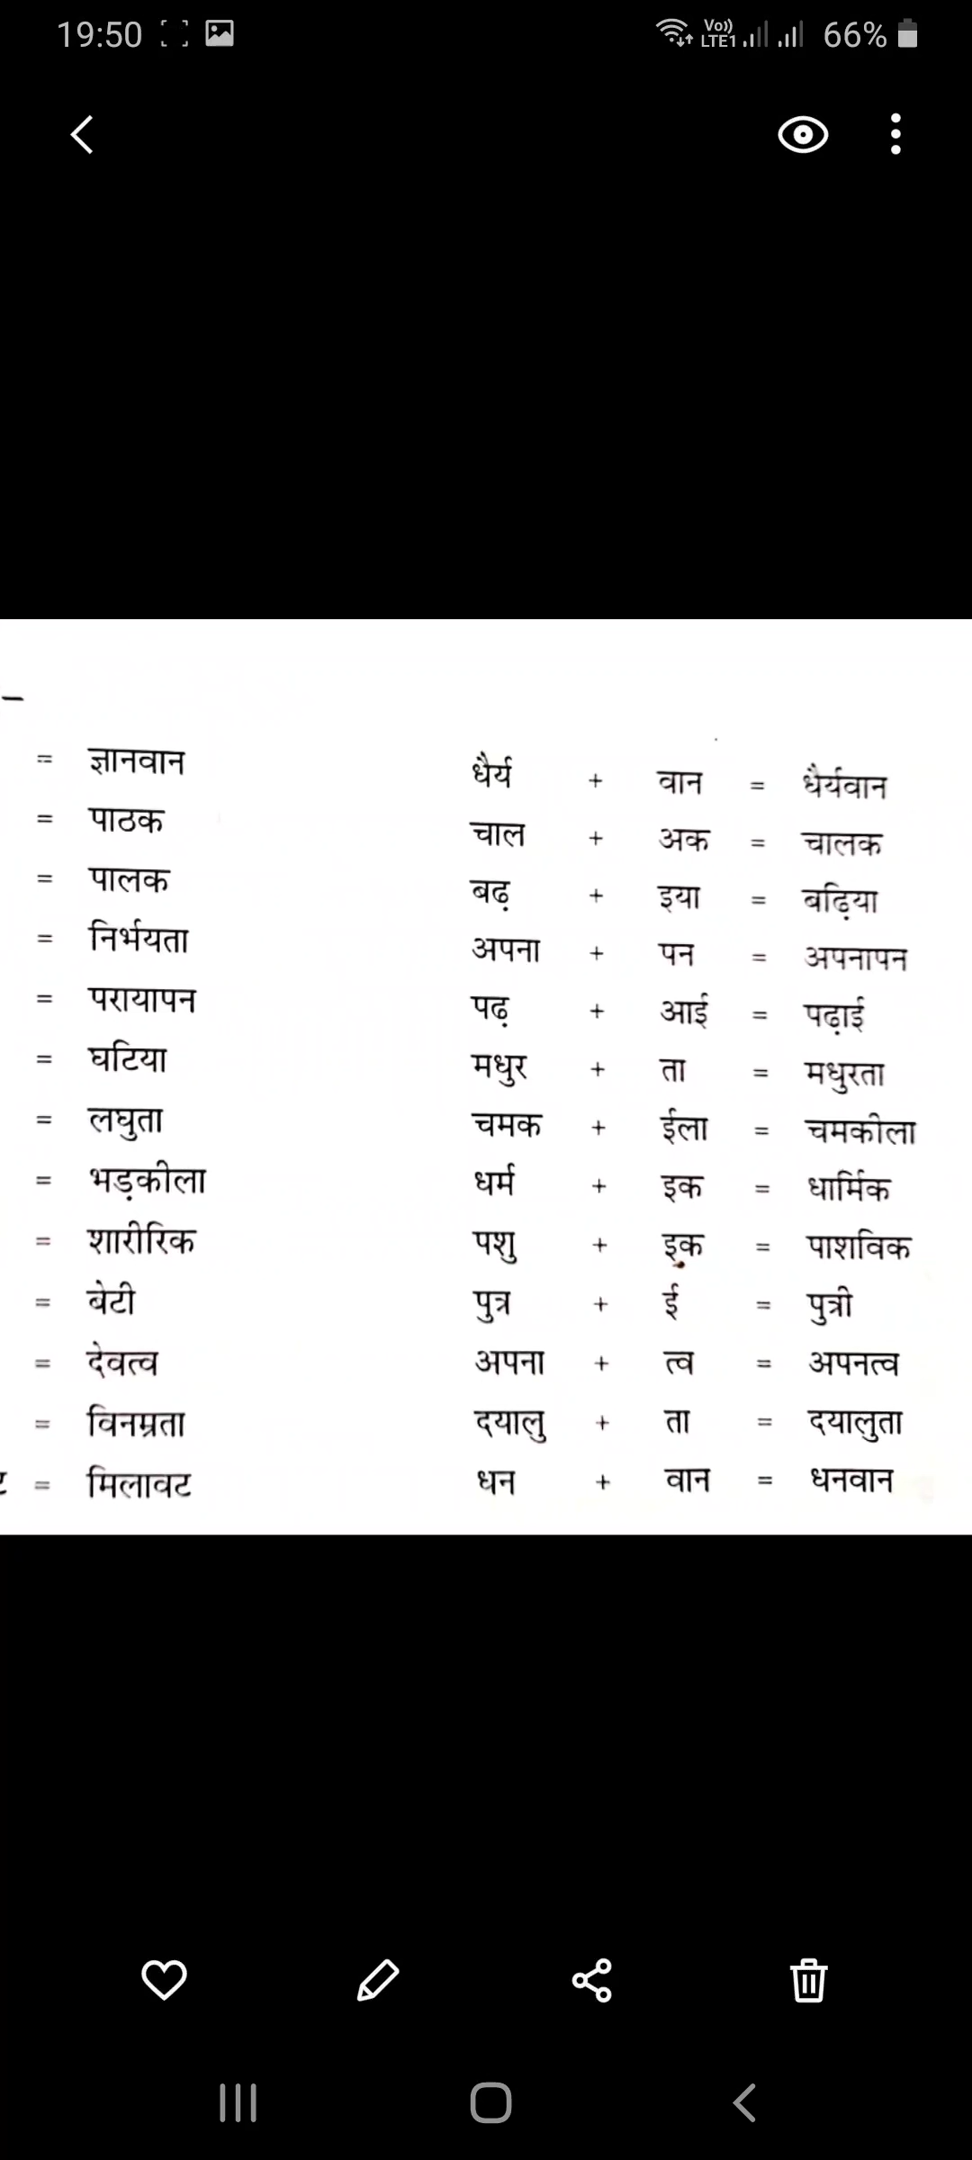 19:50 Vo)) LTE1 66%
–
= ज्ञानवान धैर्य + वान = धैर्यवान
= पाठक चाल + अक = चालक
= पालक बढ़ + इया = बढ़िया
= निर्भयता अपना + पन = अपनापन
= परायापन पढ़ + आई = पढ़ाई
= घटिया मधुर + ता = मधुरता
= लघुता चमक + ईला = चमकीला
= भड़कीला धर्म + इक = धार्मिक
= शारीरिक पशु + इक = पाशविक
= बेटी पुत्र + ई = पुत्री
= देवत्व अपना + त्व = अपनत्व
= विनम्रता दयालु + ता = दयालुता
= मिलावट धन + वान = धनवान